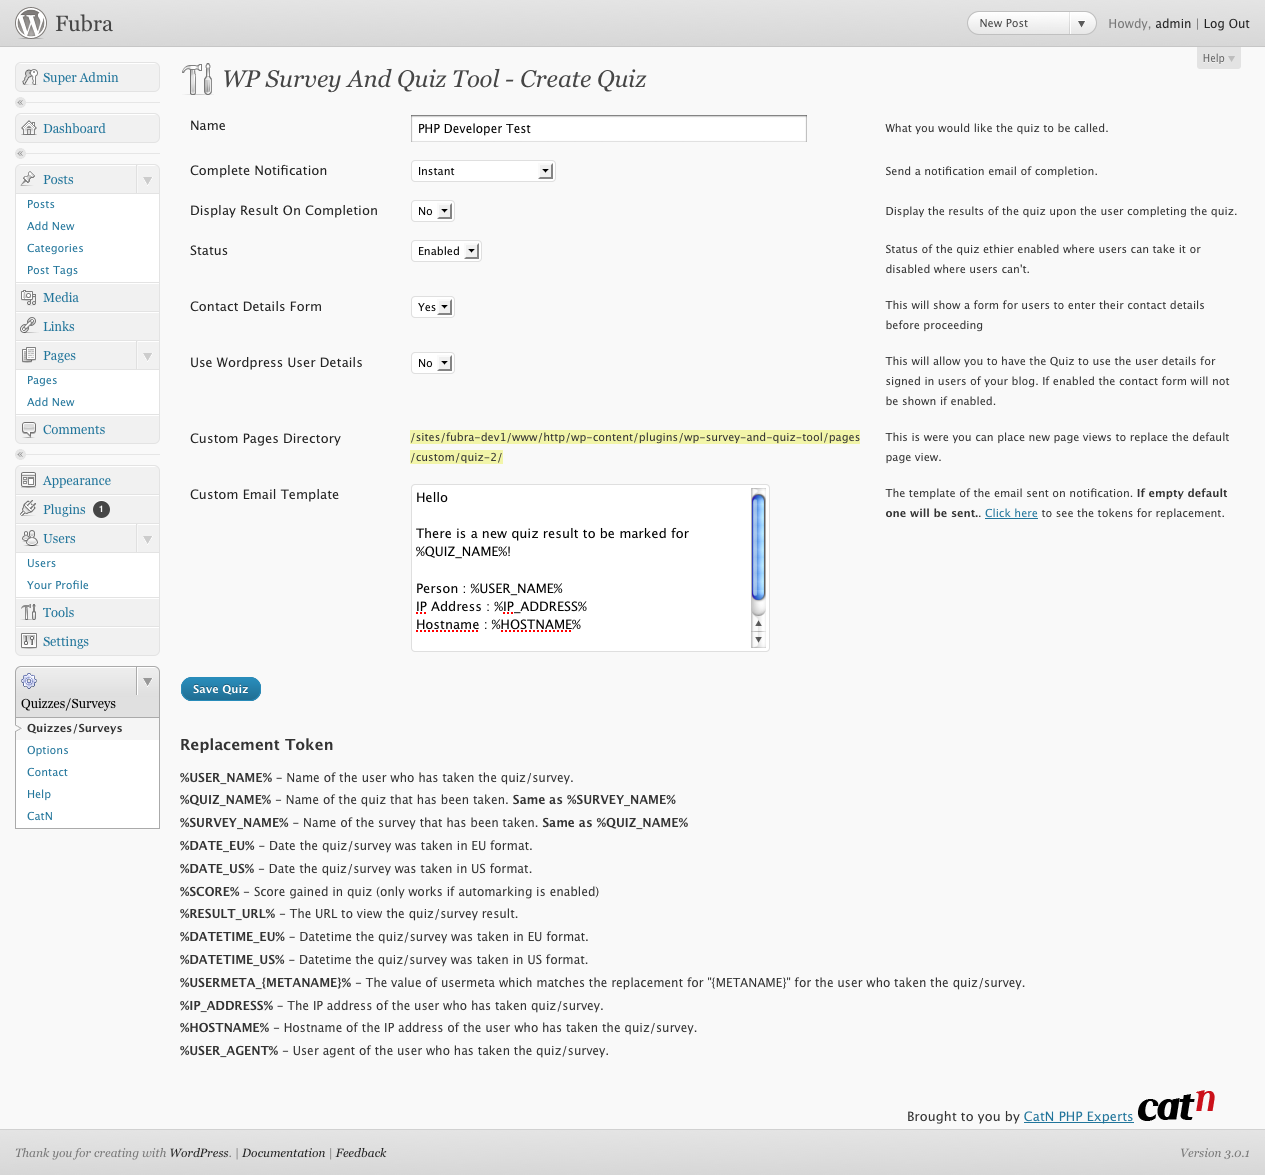 Fubra
New Post
Howdy, admin | Log Out
Help
Super Admin
Dashboard
Posts
Posts
Add New
Categories
Post Tags
Media
Links
Pages
Pages
Add New
Comments
Appearance
Plugins 1
Users
Users
Your Profile
Tools
Settings
Quizzes/Surveys
Quizzes/Surveys
Options
Contact
Help
CatN
WP Survey And Quiz Tool - Create Quiz
Name
PHP Developer Test
What you would like the quiz to be called.
Complete Notification
Instant
Send a notification email of completion.
Display Result On Completion
No
Display the results of the quiz upon the user completing the quiz.
Status
Enabled
Status of the quiz ethier enabled where users can take it or
disabled where users can't.
Contact Details Form
Yes
This will show a form for users to enter their contact details
before proceeding
Use Wordpress User Details
No
This will allow you to have the Quiz to use the user details for
signed in users of your blog. If enabled the contact form will not
be shown if enabled.
Custom Pages Directory
/sites/fubra-dev1/www/http/wp-content/plugins/wp-survey-and-quiz-tool/pages
/custom/quiz-2/
This is were you can place new page views to replace the default
page view.
Custom Email Template
Hello
There is a new quiz result to be marked for
%QUIZ_NAME%!
Person : %USER_NAME%
IP Address : %IP_ADDRESS%
Hostname : %HOSTNAME%
The template of the email sent on notification. If empty default
one will be sent.. Click here to see the tokens for replacement.
Save Quiz
Replacement Token
%USER_NAME% – Name of the user who has taken the quiz/survey.
%QUIZ_NAME% – Name of the quiz that has been taken. Same as %SURVEY_NAME%
%SURVEY_NAME% – Name of the survey that has been taken. Same as %QUIZ_NAME%
%DATE_EU% – Date the quiz/survey was taken in EU format.
%DATE_US% – Date the quiz/survey was taken in US format.
%SCORE% – Score gained in quiz (only works if automarking is enabled)
%RESULT_URL% – The URL to view the quiz/survey result.
%DATETIME_EU% – Datetime the quiz/survey was taken in EU format.
%DATETIME_US% – Datetime the quiz/survey was taken in US format.
%USERMETA_{METANAME}% – The value of usermeta which matches the replacement for "{METANAME}" for the user who taken the quiz/survey.
%IP_ADDRESS% – The IP address of the user who has taken quiz/survey.
%HOSTNAME% – Hostname of the IP address of the user who has taken the quiz/survey.
%USER_AGENT% – User agent of the user who has taken the quiz/survey.
Brought to you by CatN PHP Experts catn
Thank you for creating with WordPress. | Documentation | Feedback
Version 3.0.1